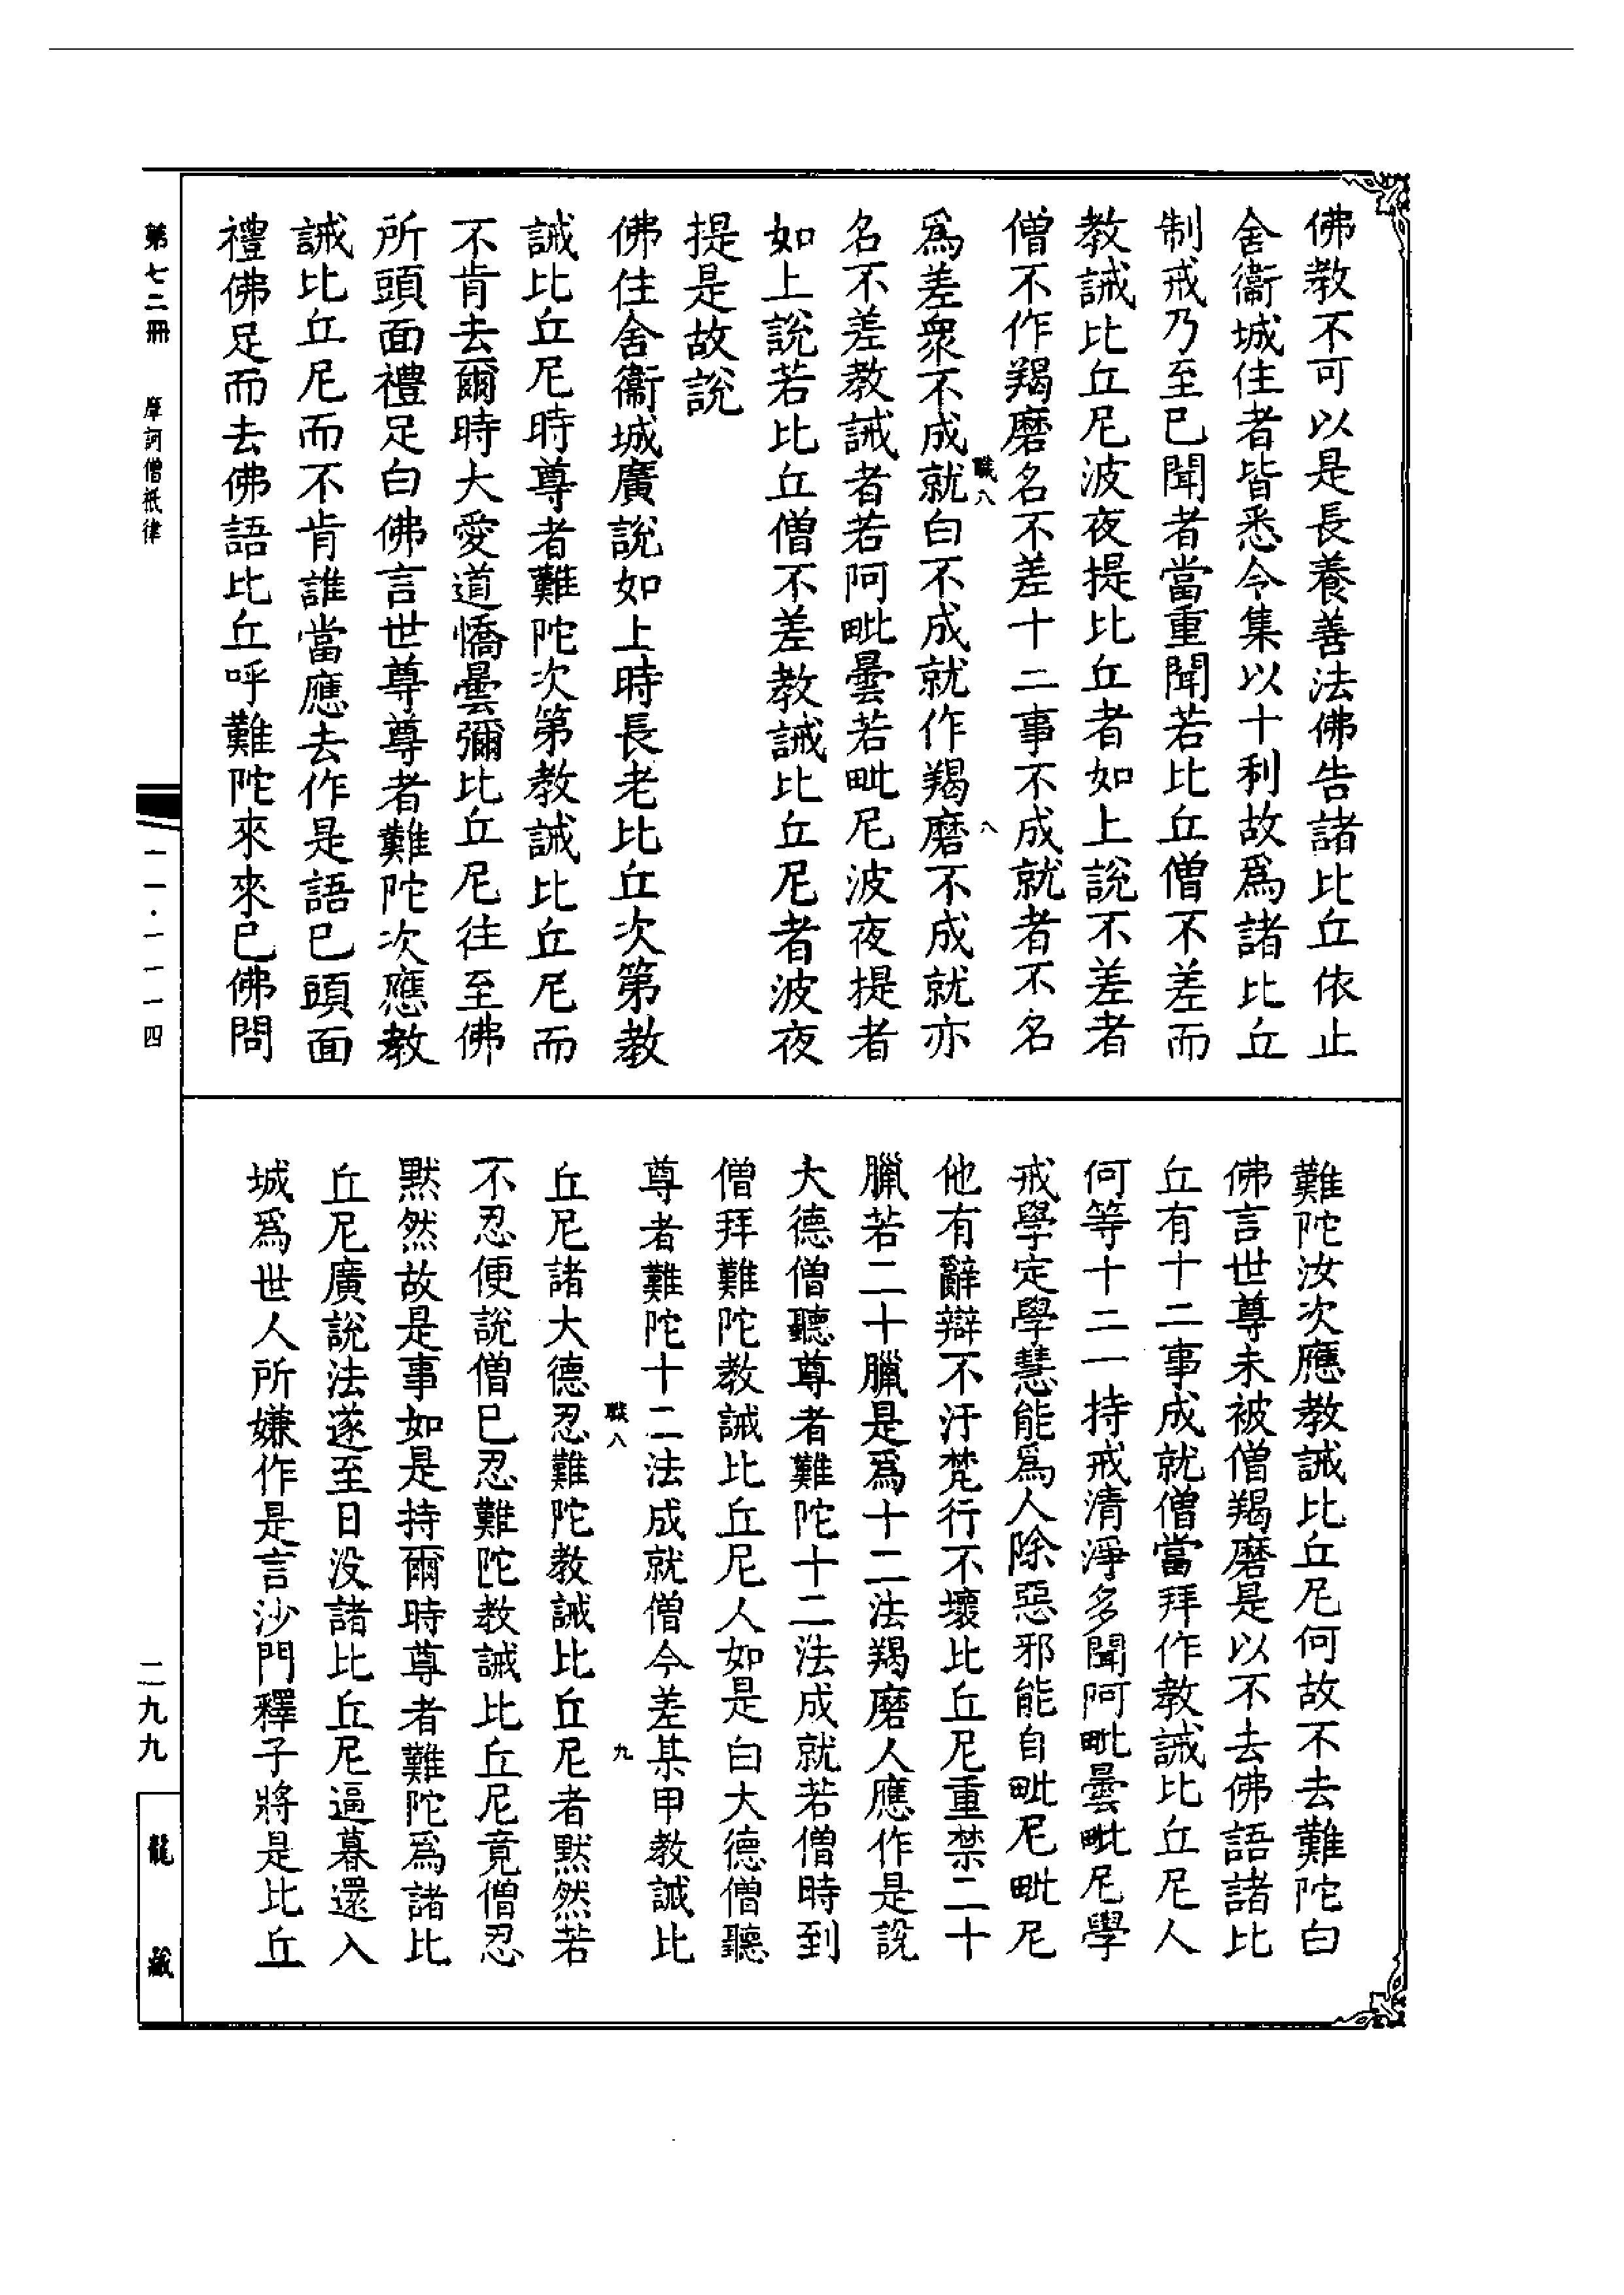 佛教不可以是長養善法佛告諸比丘依止
舍衞城住者皆悉令集以十利故爲諸比丘
制戒乃至已聞者當重聞若比丘僧不差而
教誡比丘尼波夜提比丘者如上說不差者
僧不作羯磨名不差十二事不成就者不名
職八
八
爲差衆不成就白不成就作羯磨不成就亦
名不差教誡者若阿毗曇若毗尼波夜提者
如上說若比丘僧不差教誡比丘尼者波夜
提是故說
佛住舍衞城廣說如上時長老比丘次第教
誡比丘尼時尊者難陀次第教誡比丘尼而
不肯去爾時大愛道憍曇彌比丘尼往至佛
所頭面禮足白佛言世尊尊者難陀次應教
誡比丘尼而不肯誰當應去作是語已頭面
禮佛足而去佛語比丘呼難陀來來已佛問
難陀汝次應教誡比丘尼何故不去難陀白
佛言世尊未被僧羯磨是以不去佛語諸比
丘有十二事成就僧當拜作教誡比丘尼人
何等十二一持戒清淨多聞阿毗曇毗尼學
戒學定學慧能爲人除惡邪能自毗尼毗尼
他有辭辯不汙梵行不壞比丘尼重禁二十
臘若二十臘是爲十二法羯磨人應作是說
大德僧聽尊者難陀十二法成就若僧時到
僧拜難陀教誡比丘尼人如是白大德僧聽
尊者難陀十二法成就僧今差某甲教誡比
職八
九
丘尼諸大德忍難陀教誡比丘尼者默然若
不忍便說僧已忍難陀教誡比丘尼竟僧忍
默然故是事如是持爾時尊者難陀爲諸比
丘尼廣說法遂至日没諸比丘尼逼暮還入
城爲世人所嫌作是言沙門釋子將是比丘
第七二冊 摩訶僧祇律
一一·一一一四
二九九
龍藏